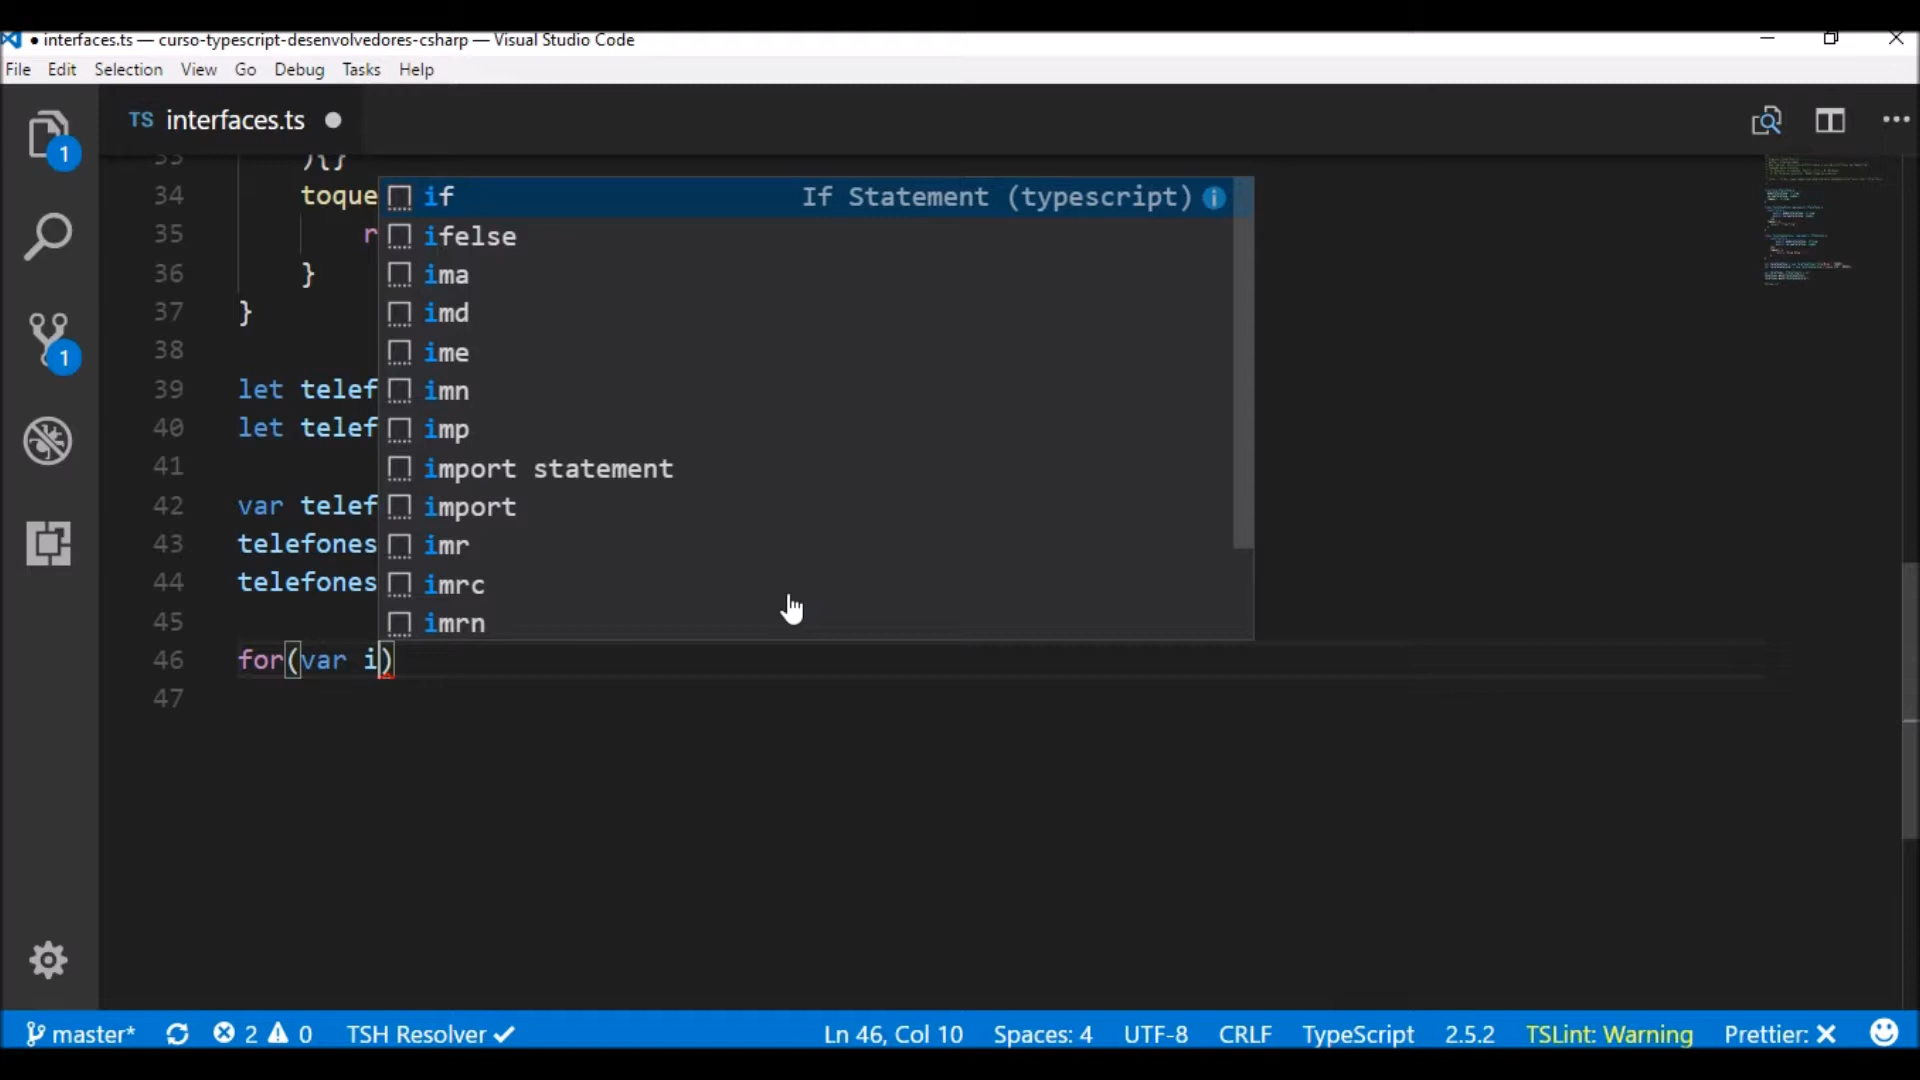 ● interfaces.ts — curso-typescript-desenvolvedores-csharp — Visual Studio Code
File Edit Selection View Go Debug Tasks Help
TS interfaces.ts ●
33 ){}
34 toque
35 r
36 }
37 }
38
39 let telef
40 let telef
41
42 var telef
43 telefones
44 telefones
45
46 for(var i)
47
if If Statement (typescript)
ifelse
ima
imd
ime
imn
imp
import statement
import
imr
imrc
imrn
1
1
master* 2 0 TSH Resolver ✓ Ln 46, Col 10 Spaces: 4 UTF-8 CRLF TypeScript 2.5.2 TSLint: Warning Prettier: ✕